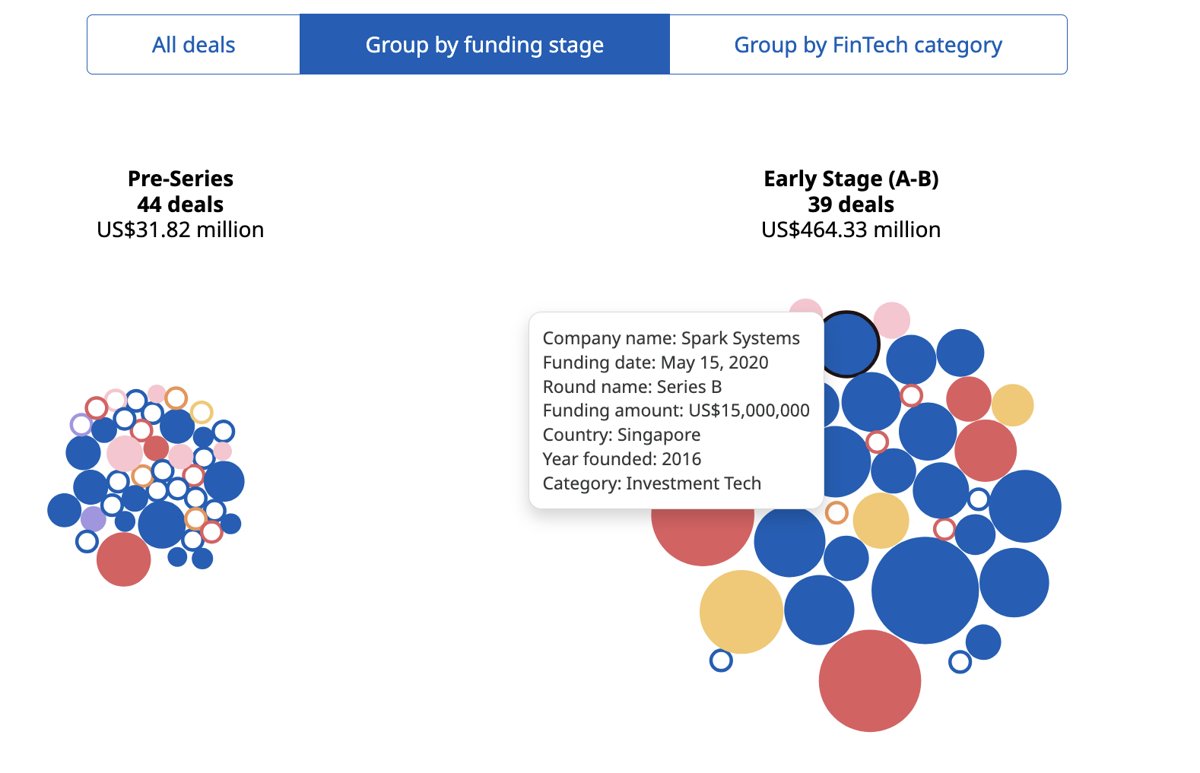 All deals
Group by funding stage
Group by FinTech category
Pre-Series
44 deals
US$31.82 million
Early Stage (A-B)
39 deals
US$464.33 million
Company name: Spark Systems
Funding date: May 15, 2020
Round name: Series B
Funding amount: US$15,000,000
Country: Singapore
Year founded: 2016
Category: Investment Tech